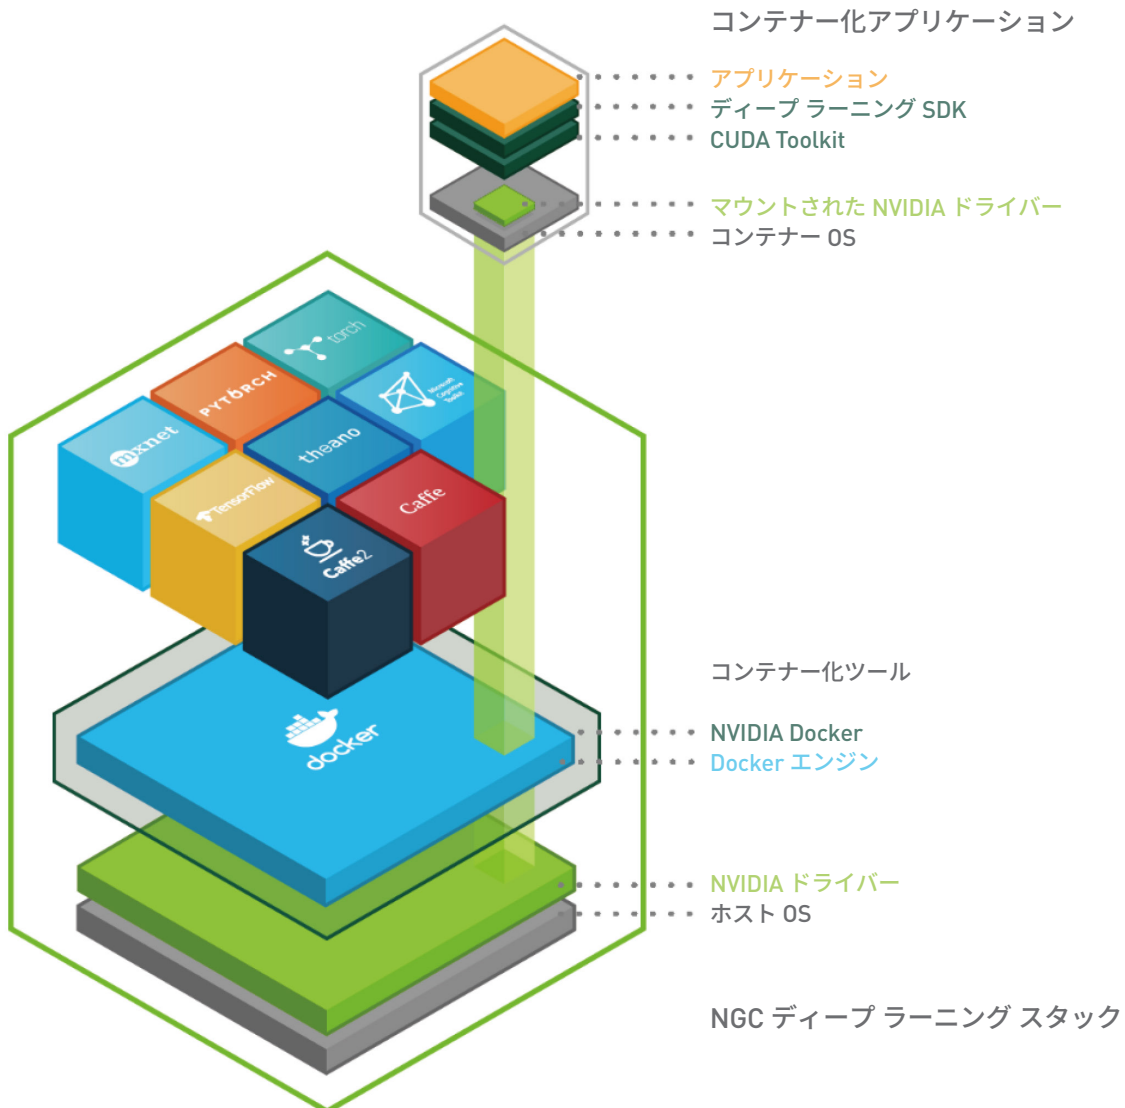 コンテナー化アプリケーション
アプリケーション
ディープ ラーニング SDK
CUDA Toolkit
マウントされた NVIDIA ドライバー
コンテナー OS
torch
PYTORCH
Microsoft
Cognitive
Toolkit
mxnet
theano
TensorFlow
Caffe
Caffe2
コンテナー化ツール
docker
NVIDIA Docker
Docker エンジン
NVIDIA ドライバー
ホスト OS
NGC ディープ ラーニング スタック